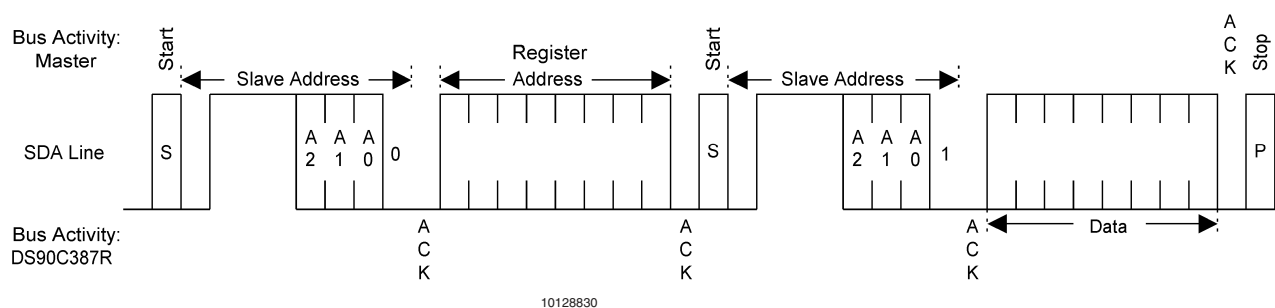 Bus Activity:
Master
Start
Slave Address
Register
Address
Start
Slave Address
A
C
K
Stop
SDA Line
S
A
2
A
1
A
0
0
S
A
2
A
1
A
0
1
P
Bus Activity:
DS90C387R
A
C
K
A
C
K
A
C
K
Data
10128830